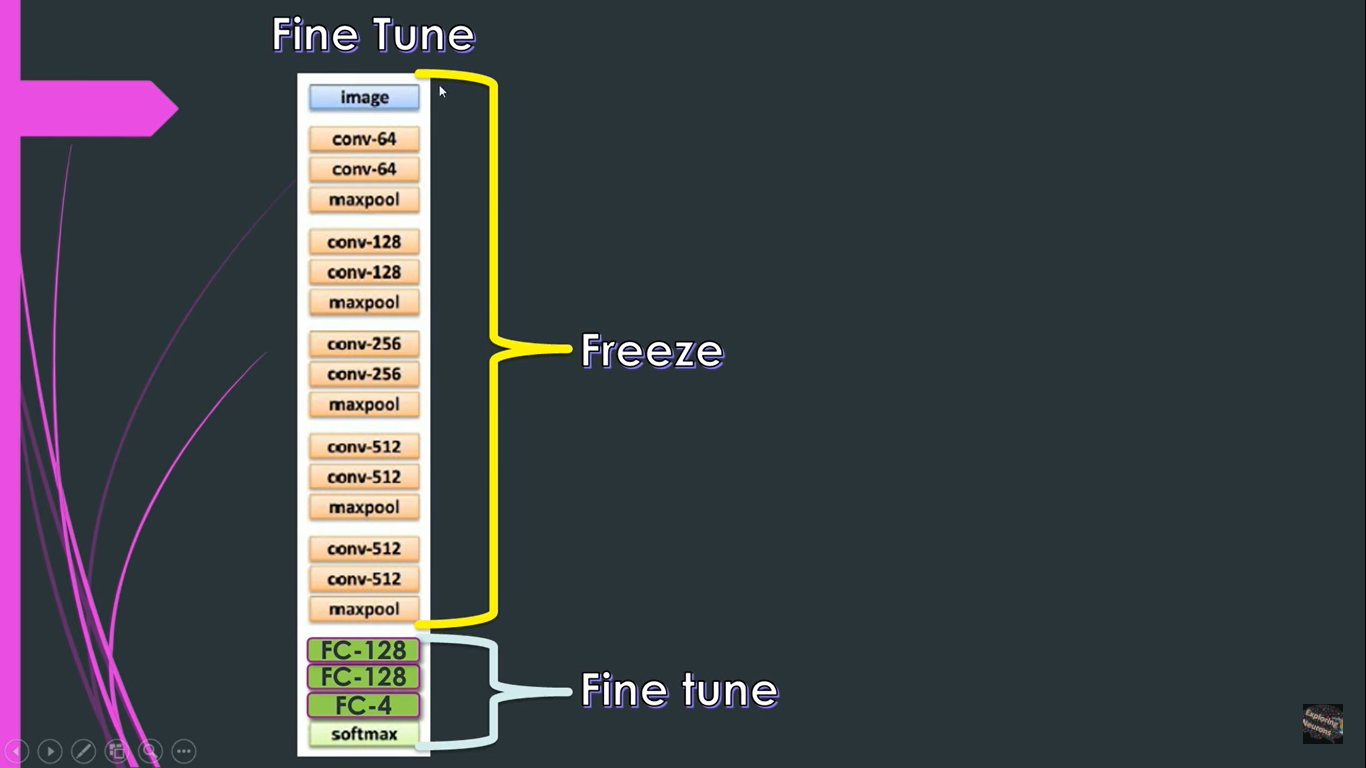 Fine Tune
image
conv-64
conv-64
maxpool
conv-128
conv-128
maxpool
conv-256
conv-256
maxpool
Freeze
conv-512
conv-512
maxpool
conv-512
conv-512
maxpool
FC-128
FC-128
FC-4
softmax
Fine tune
Exploring
Neurons